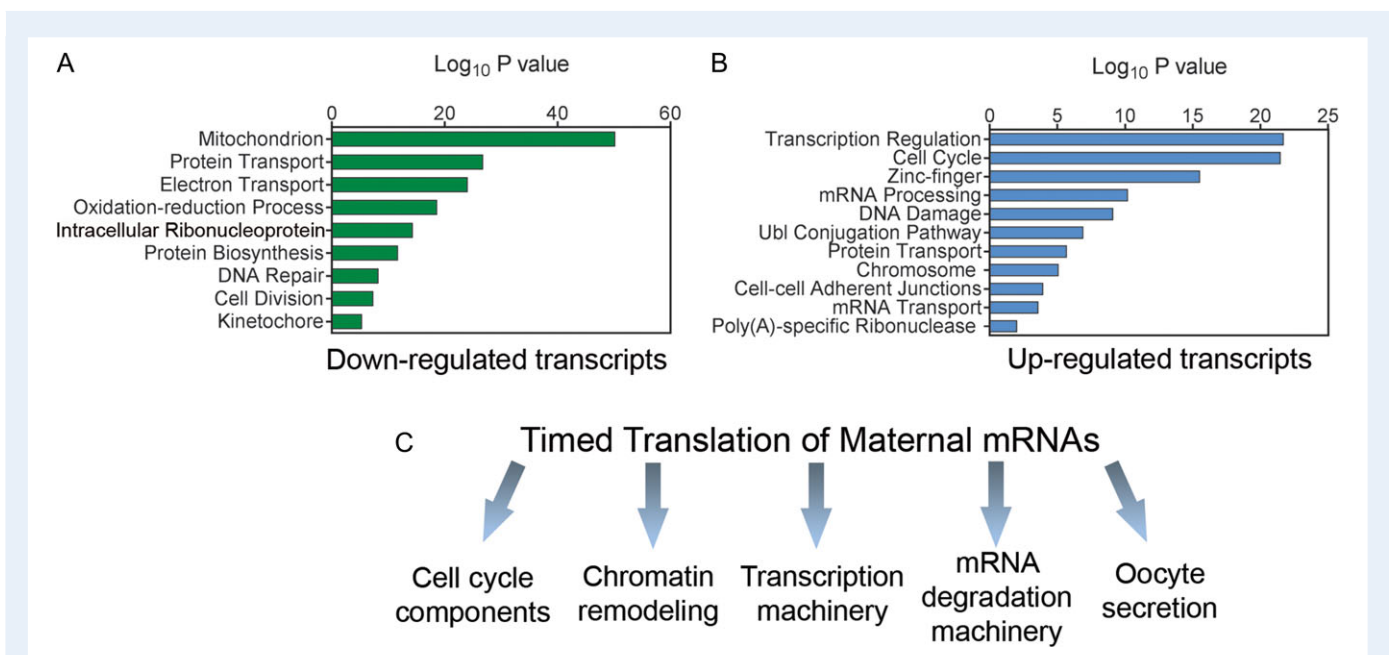 A
Log10 P value
0 20 40 60
Mitochondrion
Protein Transport
Electron Transport
Oxidation-reduction Process
Intracellular Ribonucleoprotein
Protein Biosynthesis
DNA Repair
Cell Division
Kinetochore
Down-regulated transcripts
B
Log10 P value
0 5 10 15 20 25
Transcription Regulation
Cell Cycle
Zinc-finger
mRNA Processing
DNA Damage
Ubl Conjugation Pathway
Protein Transport
Chromosome
Cell-cell Adherent Junctions
mRNA Transport
Poly(A)-specific Ribonuclease
Up-regulated transcripts
C
Timed Translation of Maternal mRNAs
Cell cycle
components
Chromatin
remodeling
Transcription
machinery
mRNA
degradation
machinery
Oocyte
secretion